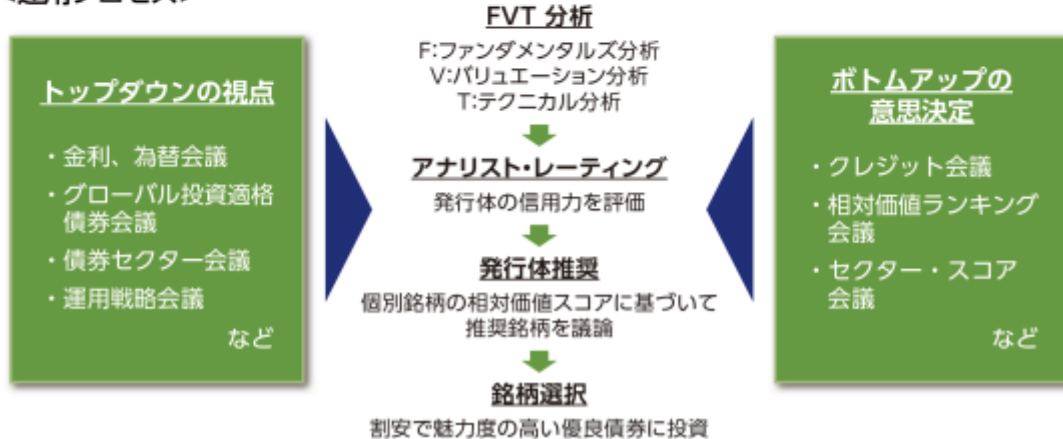 トップダウンの視点
・金利、為替会議
・グローバル投資適格
債券会議
・債券セクター会議
・運用戦略会議
など
FVT 分析
F:ファンダメンタルズ分析
V:バリュエーション分析
T:テクニカル分析
アナリスト・レーティング
発行体の信用力を評価
発行体推奨
個別銘柄の相対価値スコアに基づいて
推奨銘柄を議論
銘柄選択
割安で魅力度の高い優良債券に投資
ボトムアップの
意思決定
・クレジット会議
・相対価値ランキング
会議
・セクター・スコア
会議
など